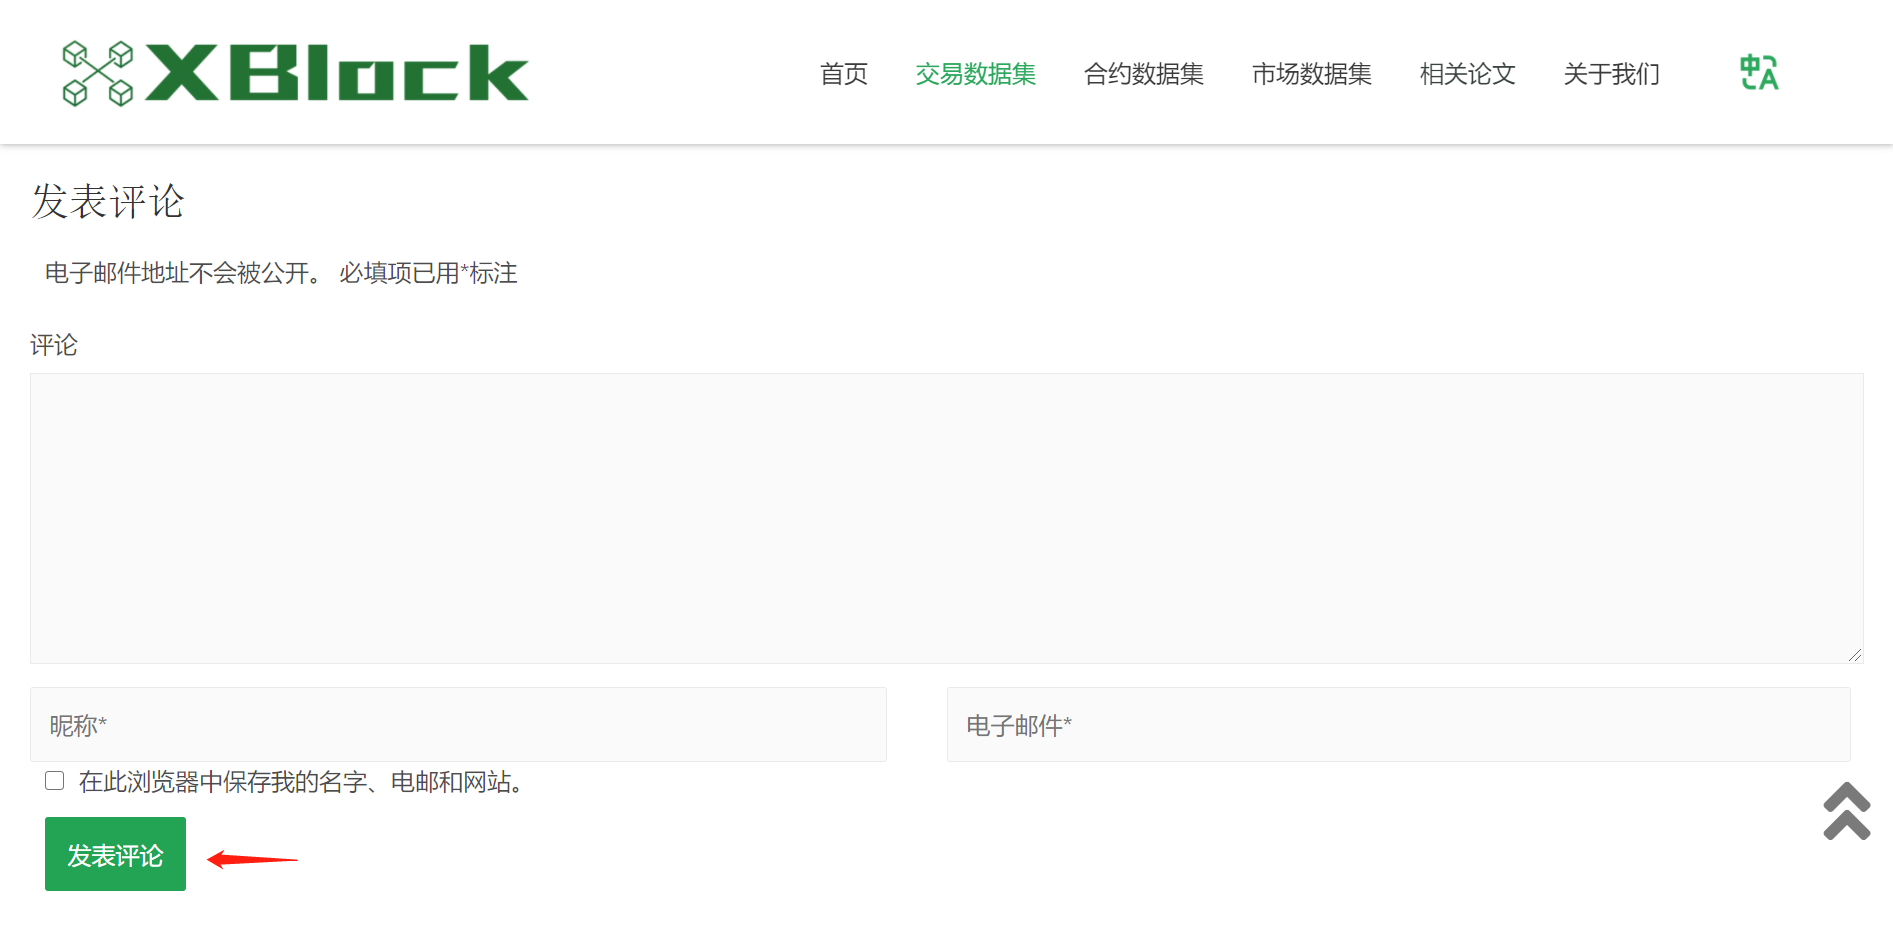 XBlock
首页 交易数据集 合约数据集 市场数据集 相关论文 关于我们 中A
发表评论
电子邮件地址不会被公开。 必填项已用*标注
评论
昵称* 电子邮件*
在此浏览器中保存我的名字、电邮和网站。
发表评论